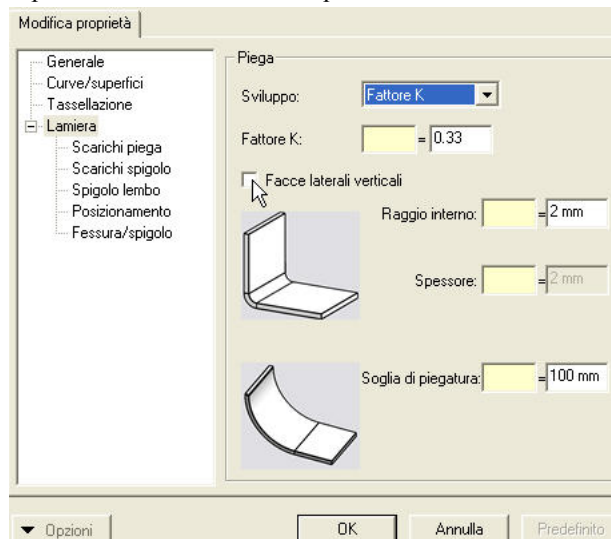 Modifica proprietà
Generale
Curve/superfici
Tassellazione
Lamiera
Scarichi piega
Scarichi spigolo
Spigolo lembo
Posizionamento
Fessura/spigolo
Piega
Sviluppo: Fattore K
Fattore K: = 0.33
Facce laterali verticali
Raggio interno: = 2 mm
Spessore: = 2 mm
Soglia di piegatura: = 100 mm
Opzioni OK Annulla Predefinito